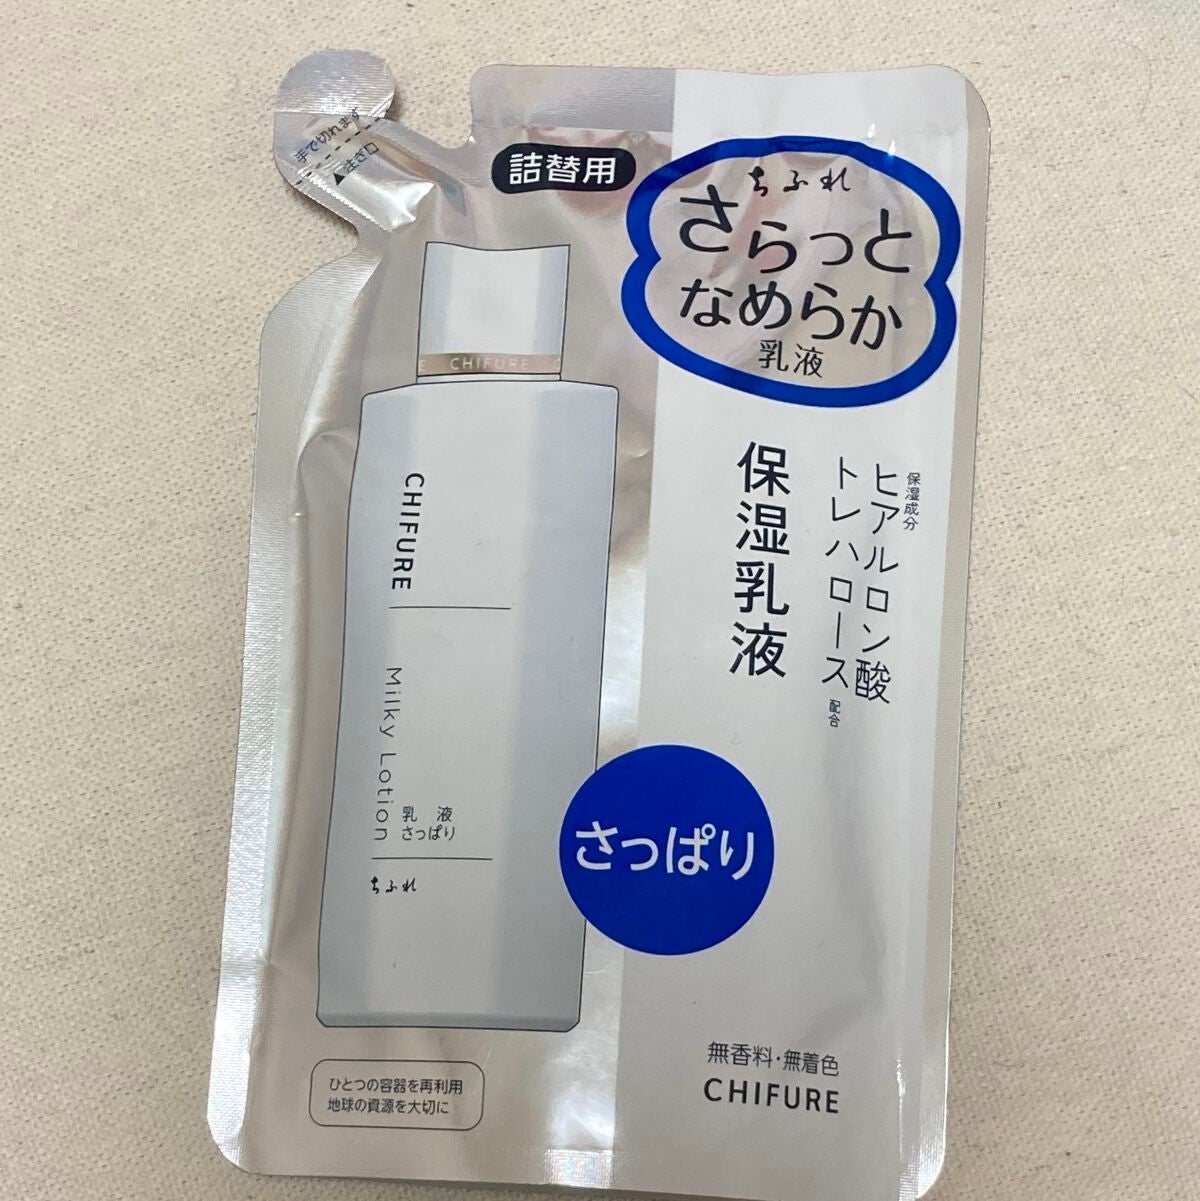 手で切れます
▲注ぎ口
詰替用
ちふれ
さらっと
なめらか
乳液
CHIFURE
保湿成分
ヒアルロン酸
トレハロース配合
保湿乳液
CHIFURE
Milky Lotion
乳液
さっぱり
ちふれ
さっぱり
ひとつの容器を再利用
地球の資源を大切に
無香料・無着色
CHIFURE